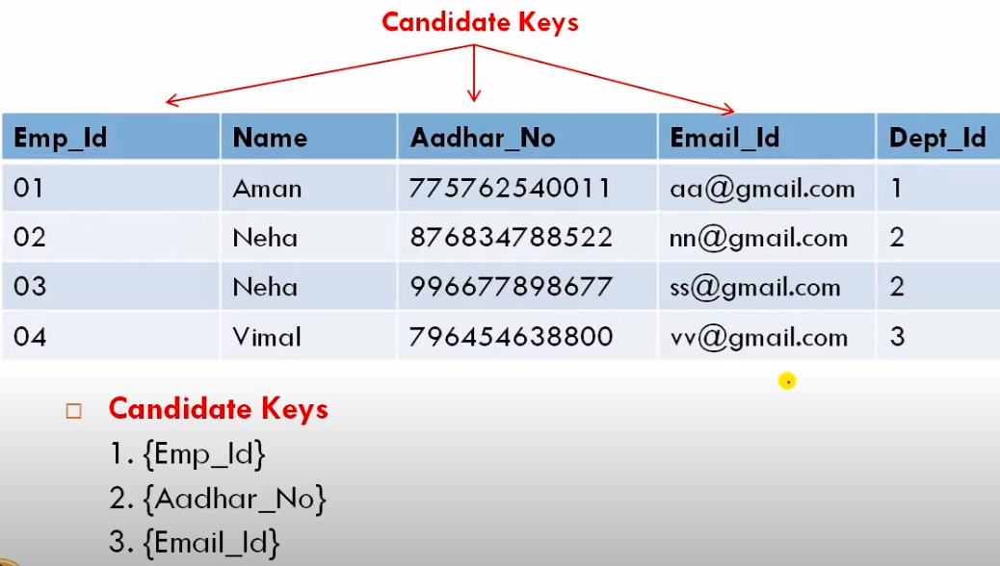 Candidate Keys
Emp_Id Name Aadhar_No Email_Id Dept_Id
01 Aman 775762540011 aa@gmail.com 1
02 Neha 876834788522 nn@gmail.com 2
03 Neha 996677898677 ss@gmail.com 2
04 Vimal 796454638800 vv@gmail.com 3
Candidate Keys
1. {Emp_Id}
2. {Aadhar_No}
3. {Email_Id}